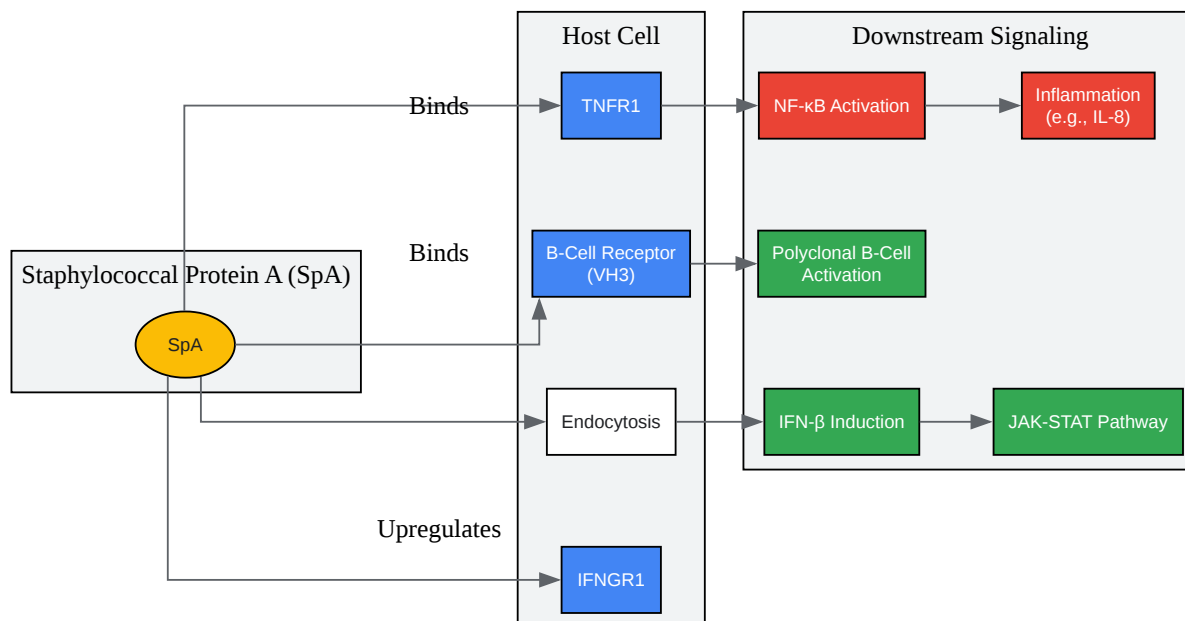 Host Cell
Downstream Signaling
Binds
TNFR1
NF-κB Activation
Inflammation
(e.g., IL-8)
Staphylococcal Protein A (SpA)
SpA
Binds
B-Cell Receptor
(VH3)
Polyclonal B-Cell
Activation
Endocytosis
IFN-β Induction
JAK-STAT Pathway
Upregulates
IFNGR1